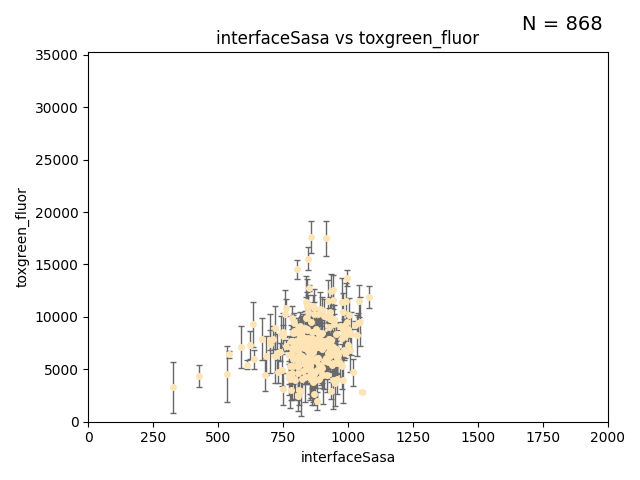 N = 868
interfaceSasa vs toxgreen_fluor
35000
30000
25000
20000
15000
10000
5000
0
toxgreen_fluor
0 250 500 750 1000 1250 1500 1750 2000
interfaceSasa